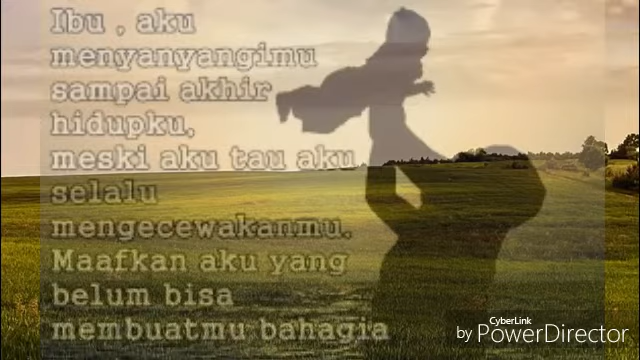 Ibu , aku
menyanyangimu
sampai akhir
hidupku,
meski aku tau aku
selalu
mengecewakanmu.
Maafkan aku yang
belum bisa
membuatmu bahagia
CyberLink
by PowerDirector